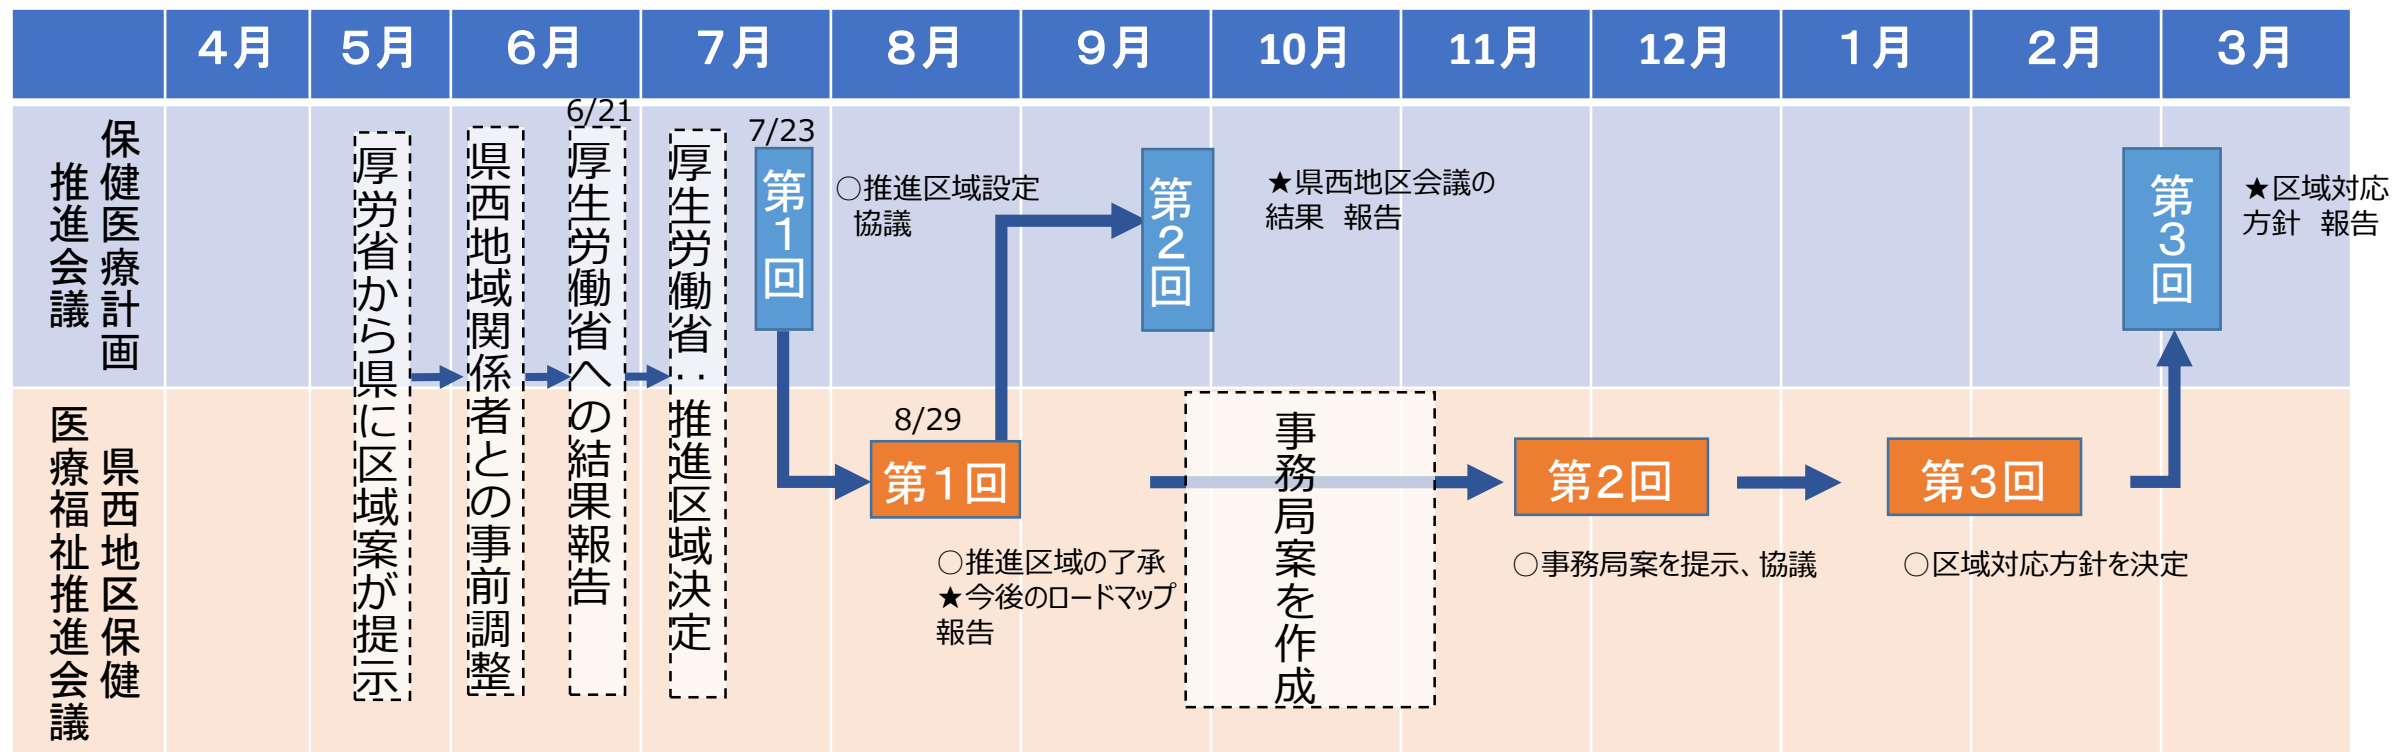 4月
5月
6月
7月
8月
9月
10月
11月
12月
1月
2月
3月
保健医療計画
推進会議
厚労省から県に区域案が提示
県西地域関係者との事前調整
6/21
厚生労働省への結果報告
厚生労働省:推進区域決定
7/23
第1回
○推進区域設定
協議
第2回
★県西地区会議の
結果 報告
第3回
★区域対応
方針 報告
県西地区保健
医療福祉推進会議
8/29
第1回
○推進区域の了承
★今後のロードマップ
報告
事務局案を作成
第2回
○事務局案を提示、協議
第3回
○区域対応方針を決定